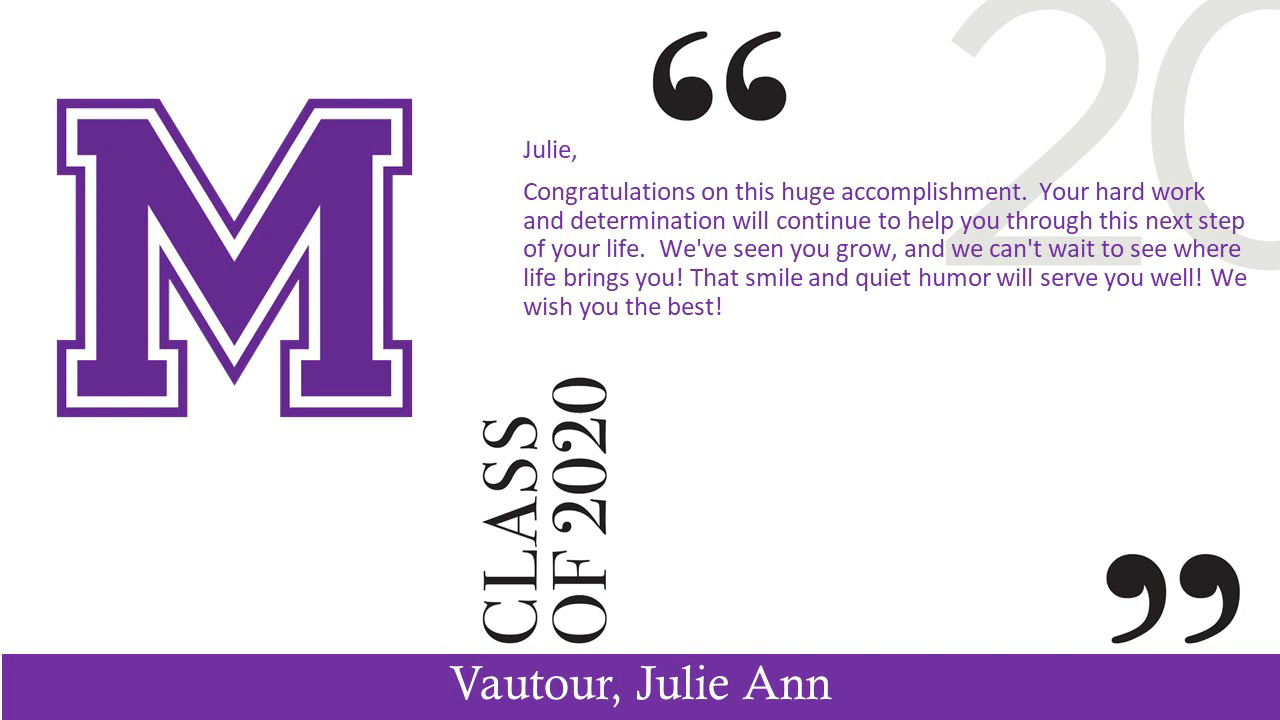 20
“
M
Julie,
Congratulations on this huge accomplishment.  Your hard work
and determination will continue to help you through this next step
of your life.  We've seen you grow, and we can't wait to see where
life brings you! That smile and quiet humor will serve you well! We
wish you the best!
CLASS
OF 2020
”
Vautour, Julie Ann